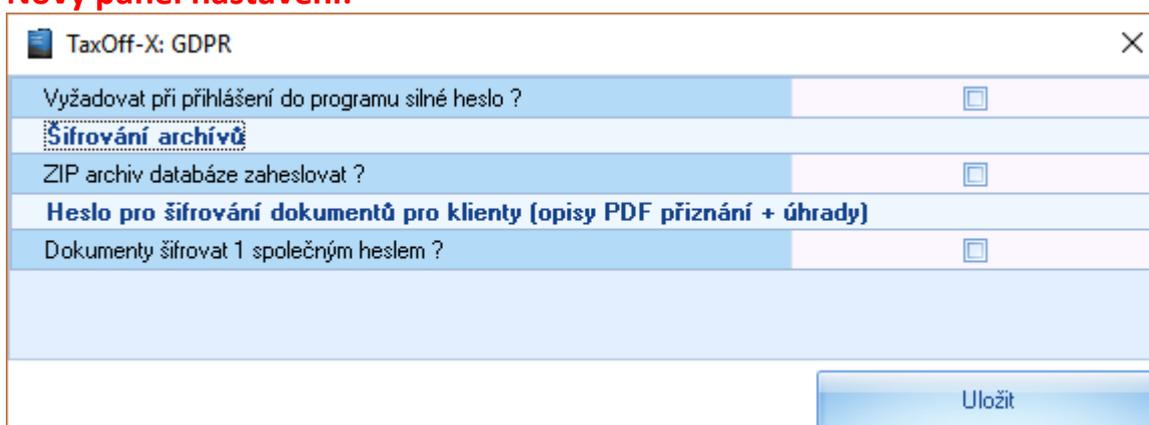 Nový panel nastavení:
TaxOff-X: GDPR
Vyžadovat při přihlášení do programu silné heslo ?
Šifrování archívů
ZIP archiv databáze zaheslovat ?
Heslo pro šifrování dokumentů pro klienty (opisy PDF přiznání + úhrady)
Dokumenty šifrovat 1 společným heslem ?
Uložit